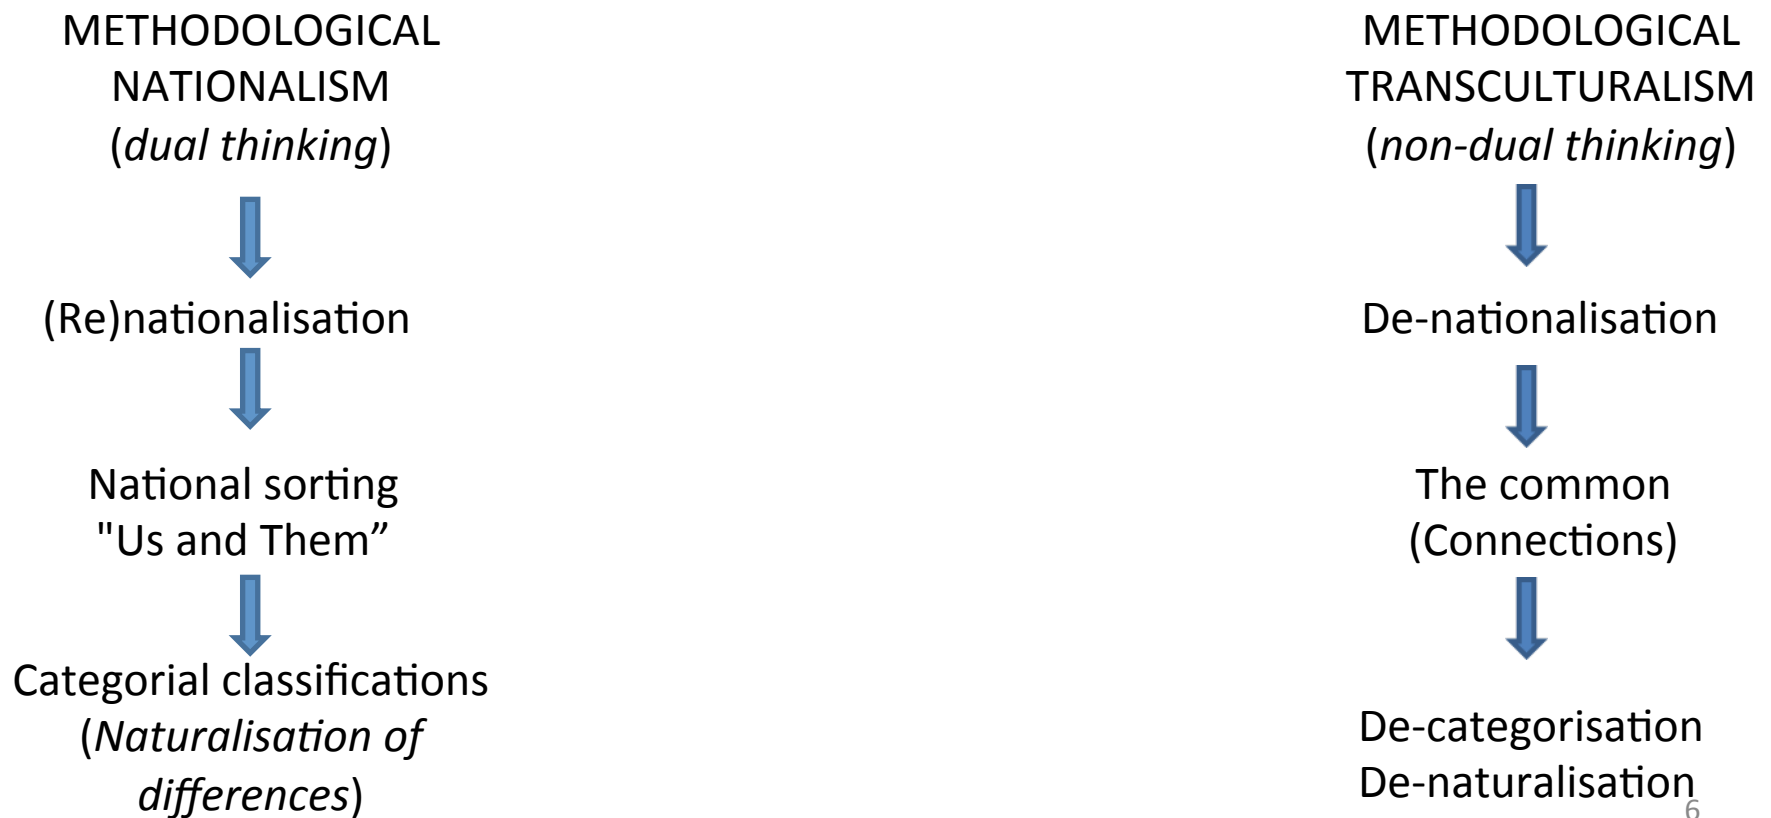 METHODOLOGICAL
NATIONALISM
(dual thinking)
(Re)nationalisation
National sorting
"Us and Them”
Categorial classifications
(Naturalisation of
differences)
METHODOLOGICAL
TRANSCULTURALISM
(non-dual thinking)
De-nationalisation
The common
(Connections)
De-categorisation
De-naturalisation
6